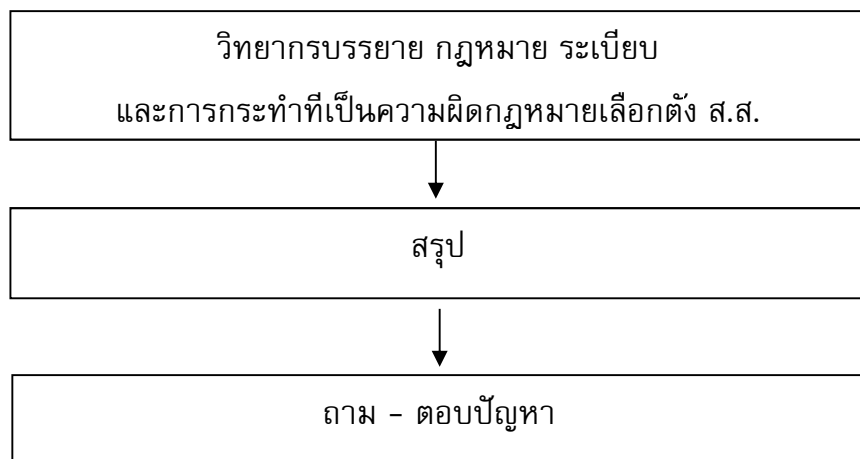 วิทยากรบรรยาย กฎหมาย ระเบียบ
และการกระทำที่เป็นความผิดกฎหมายเลือกตั้ง ส.ส.
สรุป
ถาม - ตอบปัญหา